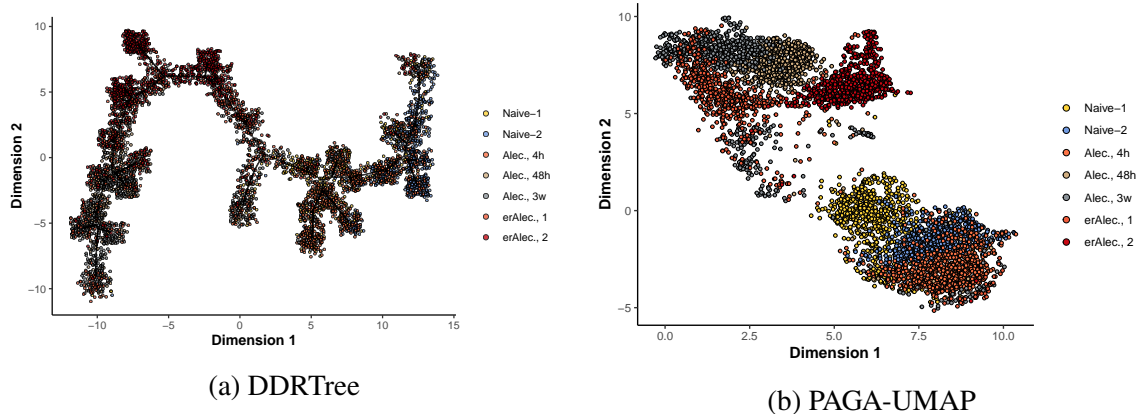 10
5
0
−5
−10
−10
−5
0
5
10
15
Dimension 2
Dimension 1
Naive−1
Naive−2
Alec., 4h
Alec., 48h
Alec., 3w
erAlec., 1
erAlec., 2
(a) DDRTree
10
5
0
−5
0.0
2.5
5.0
7.5
10.0
Dimension 2
Dimension 1
Naive−1
Naive−2
Alec., 4h
Alec., 48h
Alec., 3w
erAlec., 1
erAlec., 2
(b) PAGA-UMAP